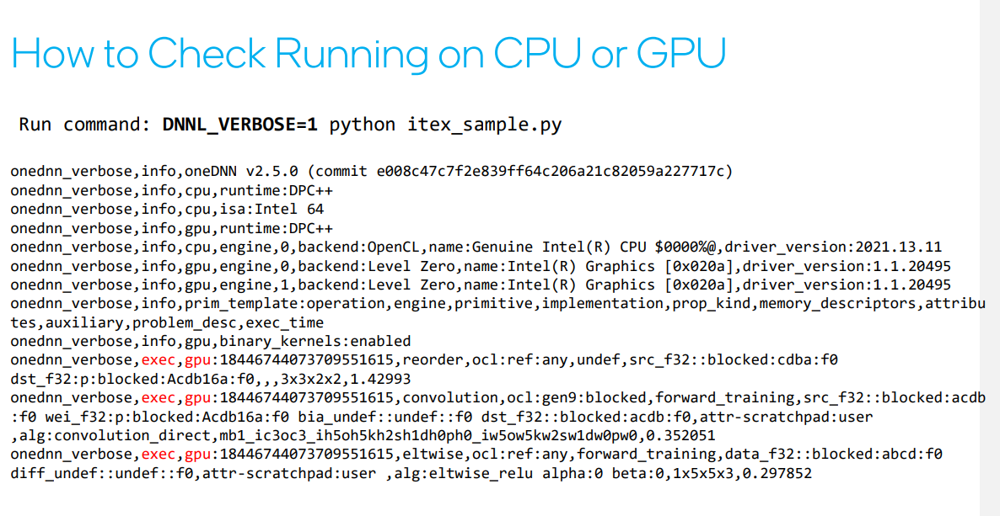 How to Check Running on CPU or GPU
Run command: DNNL_VERBOSE=1 python itex_sample.py
onednn_verbose,info,oneDNN v2.5.0 (commit e008c47c7f2e839ff64c206a21c82059a227717c)
onednn_verbose,info,cpu,runtime:DPC++
onednn_verbose,info,cpu,isa:Intel 64
onednn_verbose,info,gpu,runtime:DPC++
onednn_verbose,info,cpu,engine,0,backend:OpenCL,name:Genuine Intel(R) CPU $0000%@,driver_version:2021.13.11
onednn_verbose,info,gpu,engine,0,backend:Level Zero,name:Intel(R) Graphics [0x020a],driver_version:1.1.20495
onednn_verbose,info,gpu,engine,1,backend:Level Zero,name:Intel(R) Graphics [0x020a],driver_version:1.1.20495
onednn_verbose,info,prim_template:operation,engine,primitive,implementation,prop_kind,memory_descriptors,attribu
tes,auxiliary,problem_desc,exec_time
onednn_verbose,info,gpu,binary_kernels:enabled
onednn_verbose,exec,gpu:18446744073709551615,reorder,ocl:ref:any,undef,src_f32::blocked:cdba:f0
dst_f32:p:blocked:Acdb16a:f0,,,3x3x2x2,1.42993
onednn_verbose,exec,gpu:18446744073709551615,convolution,ocl:gen9:blocked,forward_training,src_f32::blocked:acdb
:f0 wei_f32:p:blocked:Acdb16a:f0 bia_undef::undef::f0 dst_f32::blocked:acdb:f0,attr-scratchpad:user
,alg:convolution_direct,mb1_ic3oc3_ih5oh5kh2sh1dh0ph0_iw5ow5kw2sw1dw0pw0,0.352051
onednn_verbose,exec,gpu:18446744073709551615,eltwise,ocl:ref:any,forward_training,data_f32::blocked:abcd:f0
diff_undef::undef::f0,attr-scratchpad:user ,alg:eltwise_relu alpha:0 beta:0,1x5x5x3,0.297852